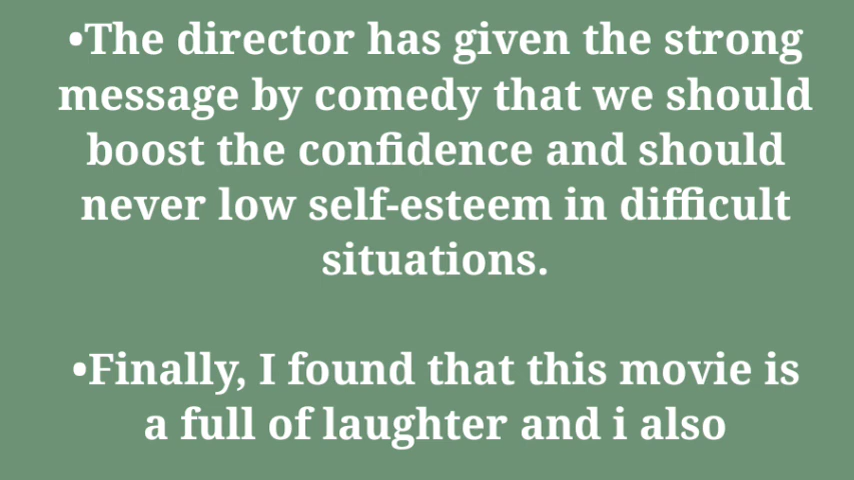 •The director has given the strong
message by comedy that we should
boost the confidence and should
never low self-esteem in difficult
situations.
•Finally, I found that this movie is
a full of laughter and i also